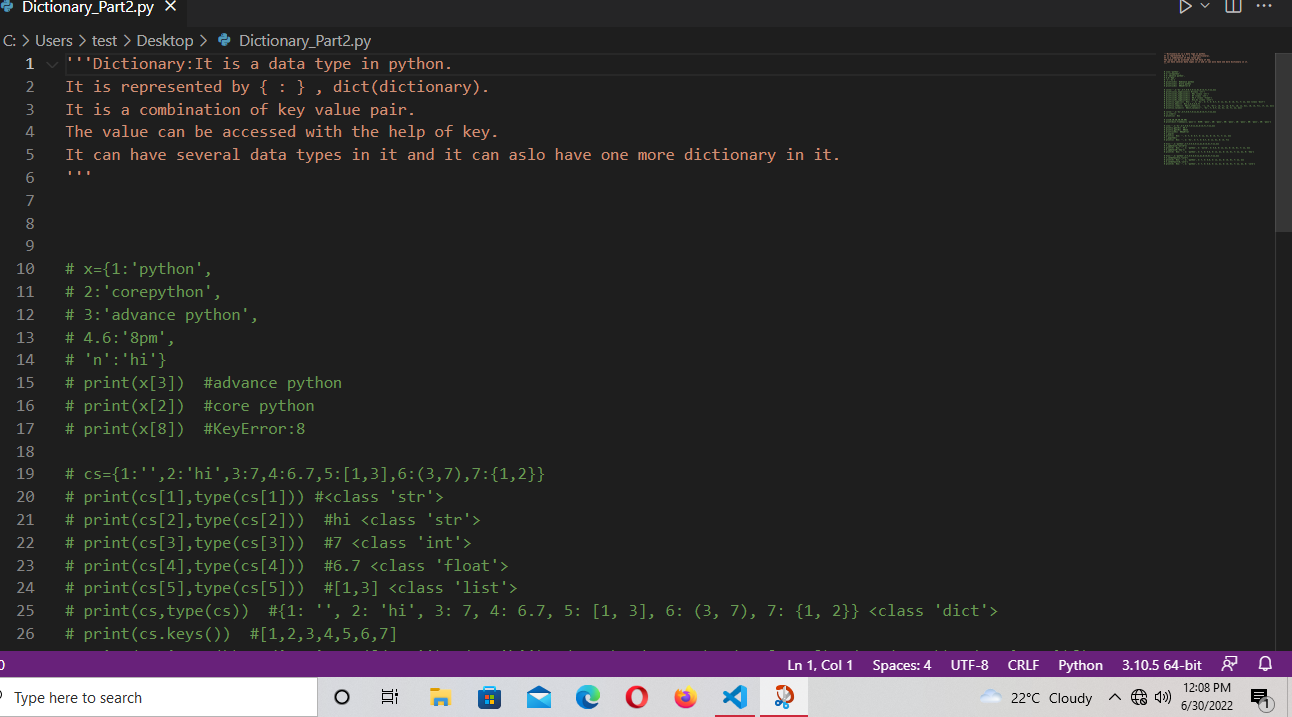 Dictionary_Part2.py
C: > Users > test > Desktop > Dictionary_Part2.py
1 '''Dictionary:It is a data type in python.
2 It is represented by { : } , dict(dictionary).
3 It is a combination of key value pair.
4 The value can be accessed with the help of key.
5 It can have several data types in it and it can aslo have one more dictionary in it.
6 '''
7
8
9
10 # x={1:'python',
11 # 2:'corepython',
12 # 3:'advance python',
13 # 4.6:'8pm',
14 # 'n':'hi'}
15 # print(x[3])  #advance python
16 # print(x[2])  #core python
17 # print(x[8])  #KeyError:8
18
19 # cs={1:'',2:'hi',3:7,4:6.7,5:[1,3],6:(3,7),7:{1,2}}
20 # print(cs[1],type(cs[1])) #<class 'str'>
21 # print(cs[2],type(cs[2]))  #hi <class 'str'>
22 # print(cs[3],type(cs[3]))  #7 <class 'int'>
23 # print(cs[4],type(cs[4]))  #6.7 <class 'float'>
24 # print(cs[5],type(cs[5]))  #[1,3] <class 'list'>
25 # print(cs,type(cs))  #{1: '', 2: 'hi', 3: 7, 4: 6.7, 5: [1, 3], 6: (3, 7), 7: {1, 2}} <class 'dict'>
26 # print(cs.keys())  #[1,2,3,4,5,6,7]
0 Ln 1, Col 1 Spaces: 4 UTF-8 CRLF Python 3.10.5 64-bit
Type here to search 22°C Cloudy 12:08 PM
6/30/2022 1